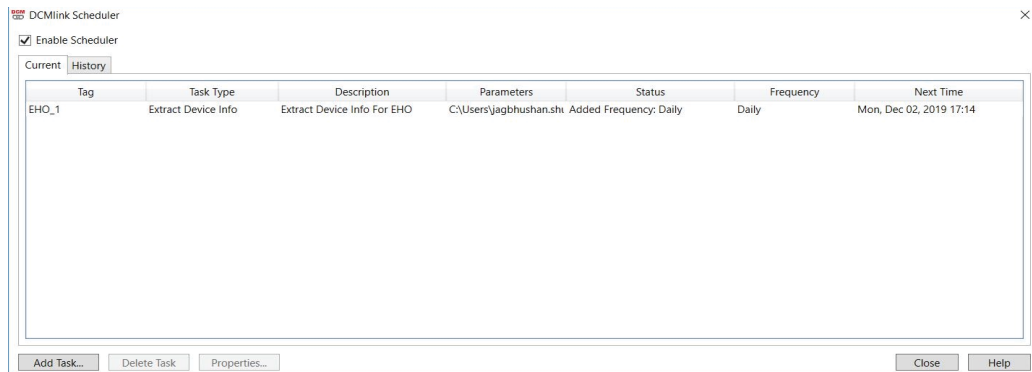 DCM DCMlink Scheduler
Enable Scheduler
Current History
Tag Task Type Description Parameters Status Frequency Next Time
EHO_1 Extract Device Info Extract Device Info For EHO C:\Users\jagbhushan.shu Added Frequency: Daily Daily Mon, Dec 02, 2019 17:14
Add Task... Delete Task Properties... Close Help